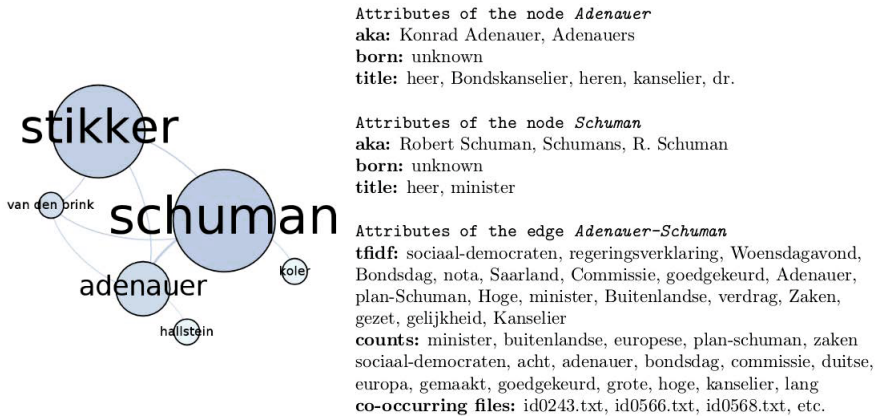 stikker
van den brink
schuman
koler
adenauer
hallstein
Attributes of the node Adenauer
aka: Konrad Adenauer, Adenauers
born: unknown
title: heer, Bondskanselier, heren, kanselier, dr.
Attributes of the node Schuman
aka: Robert Schuman, Schumans, R. Schuman
born: unknown
title: heer, minister
Attributes of the edge Adenauer-Schuman
tfidf: sociaal-democraten, regeringsverklaring, Woensdagavond,
Bondsdag, nota, Saarland, Commissie, goedgekeurd, Adenauer,
plan-Schuman, Hoge, minister, Buitenlandse, verdrag, Zaken,
gezet, gelijkheid, Kanselier
counts: minister, buitenlandse, europese, plan-schuman, zaken
sociaal-democraten, acht, adenauer, bondsdag, commissie, duitse,
europa, gemaakt, goedgekeurd, grote, hoge, kanselier, lang
co-occurring files: id0243.txt, id0566.txt, id0568.txt, etc.